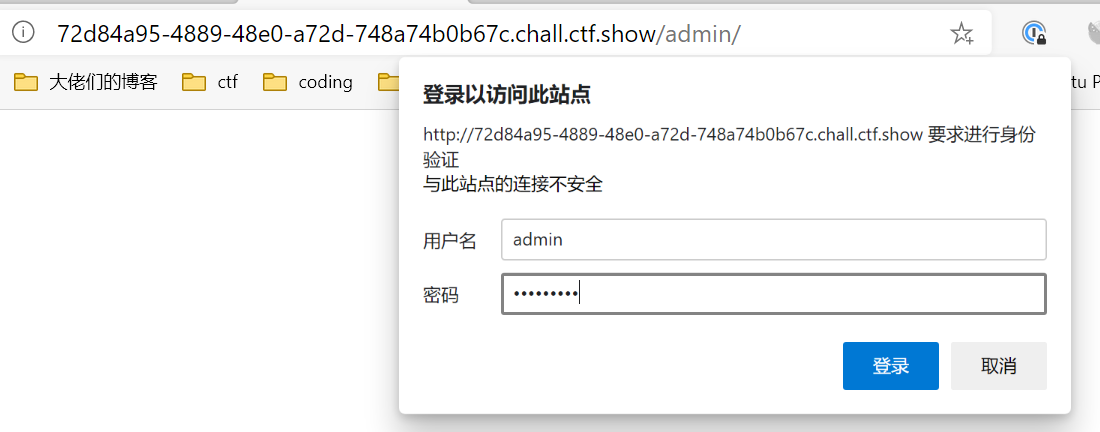 72d84a95-4889-48e0-a72d-748a74b0b67c.chall.ctf.show/admin/
大佬们的博客 ctf coding tu P
登录以访问此站点
http://72d84a95-4889-48e0-a72d-748a74b0b67c.chall.ctf.show 要求进行身份
验证
与此站点的连接不安全
用户名 admin
密码 •••••••••
登录 取消